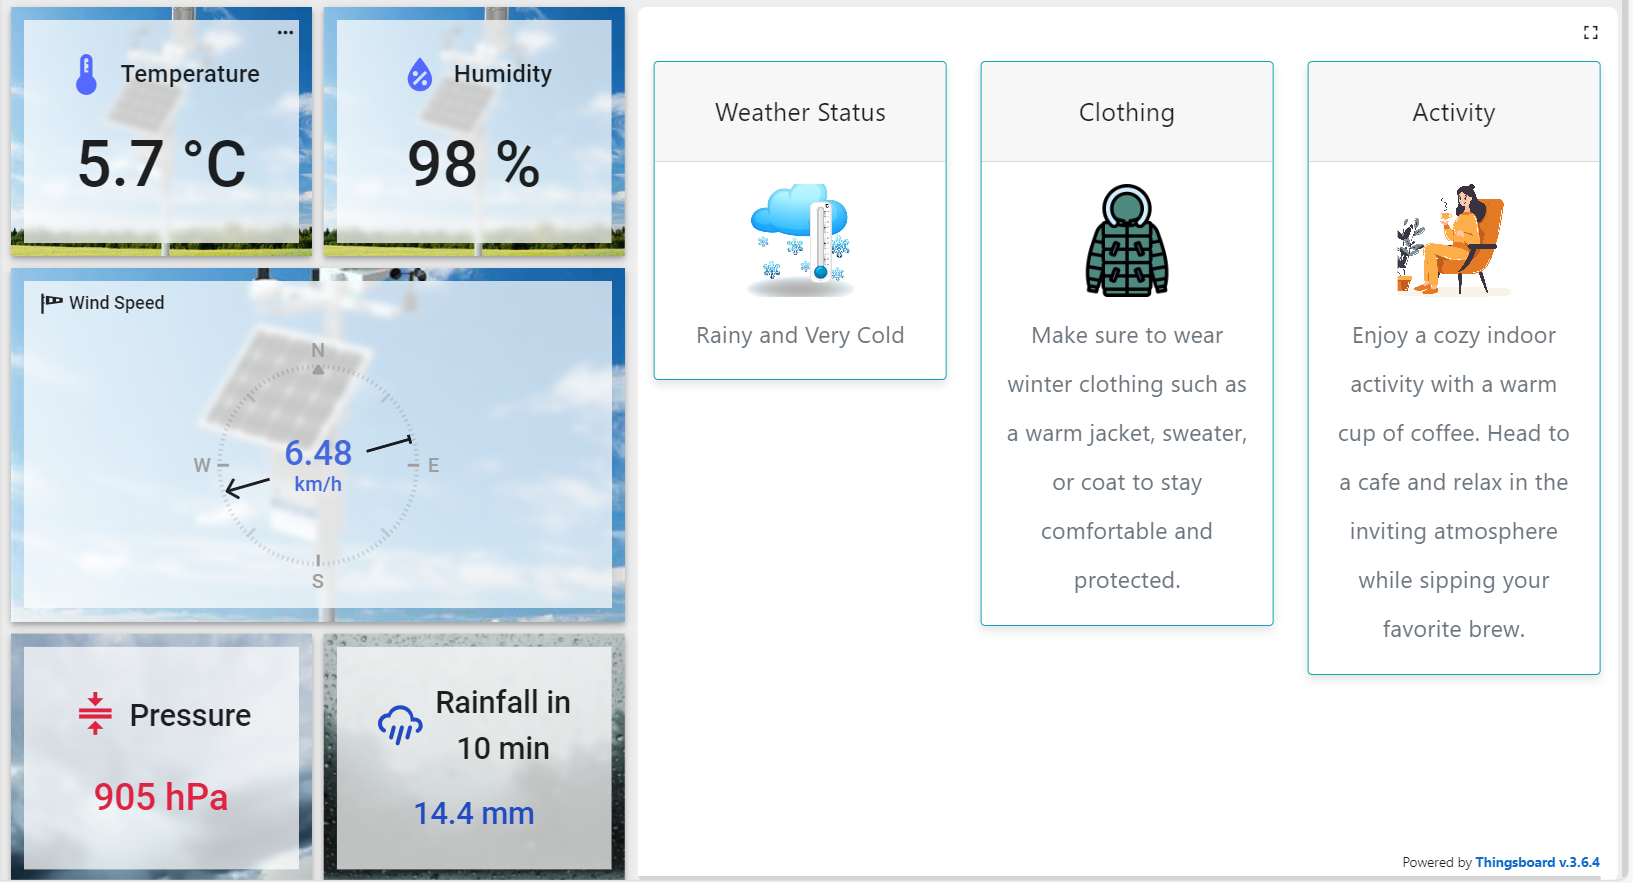 Temperature
5.7 °C
Humidity
98 %
Wind Speed
N
W
E
S
6.48
km/h
Pressure
905 hPa
Rainfall in
10 min
14.4 mm
Weather Status
Rainy and Very Cold
Clothing
Make sure to wear
winter clothing such as
a warm jacket, sweater,
or coat to stay
comfortable and
protected.
Activity
Enjoy a cozy indoor
activity with a warm
cup of coffee. Head to
a cafe and relax in the
inviting atmosphere
while sipping your
favorite brew.
Powered by Thingsboard v.3.6.4